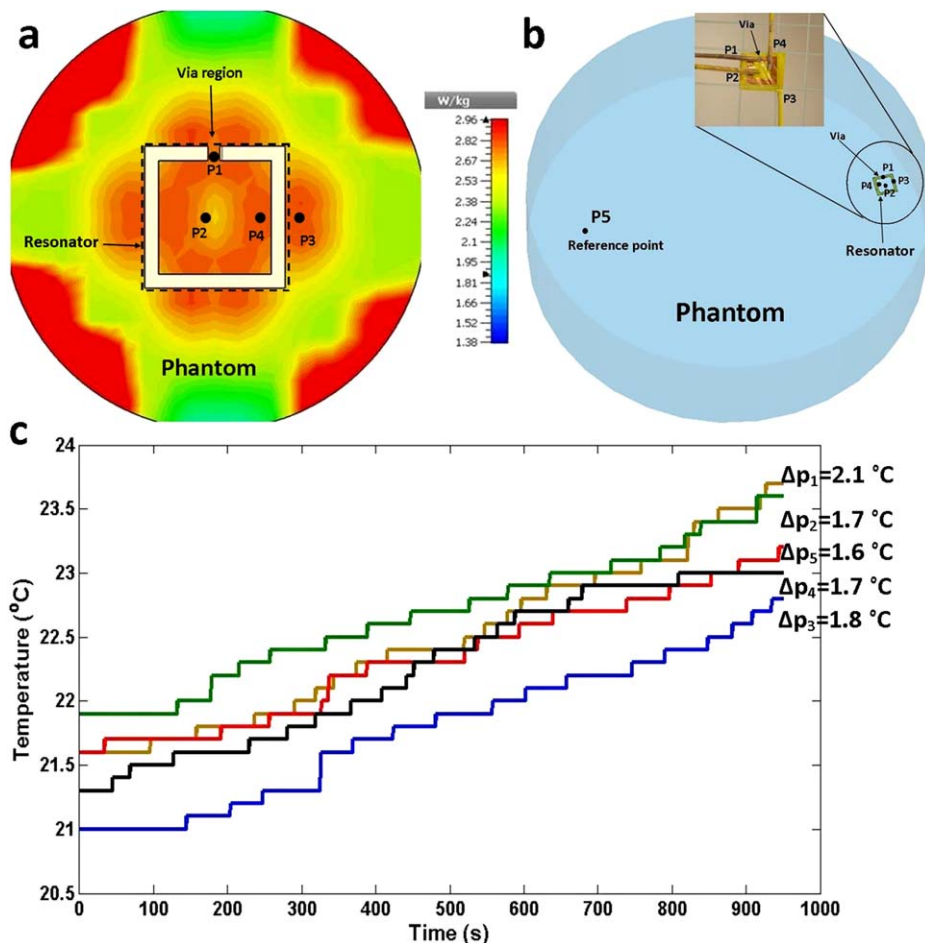 a
Via region
P1
P2
P4
P3
Resonator
Phantom
W/kg
2.96
2.82
2.67
2.53
2.39
2.24
2.1
1.95
1.81
1.66
1.52
1.38
b
Via
P1
P4
P2
P3
Via
P1
P4
P3
P2
P5
Reference point
Resonator
Phantom
c
Temperature (°C)
24
23.5
23
22.5
22
21.5
21
20.5
Δp₁=2.1 °C
Δp₂=1.7 °C
Δp₅=1.6 °C
Δp₄=1.7 °C
Δp₃=1.8 °C
0 100 200 300 400 500 600 700 800 900 1000
Time (s)